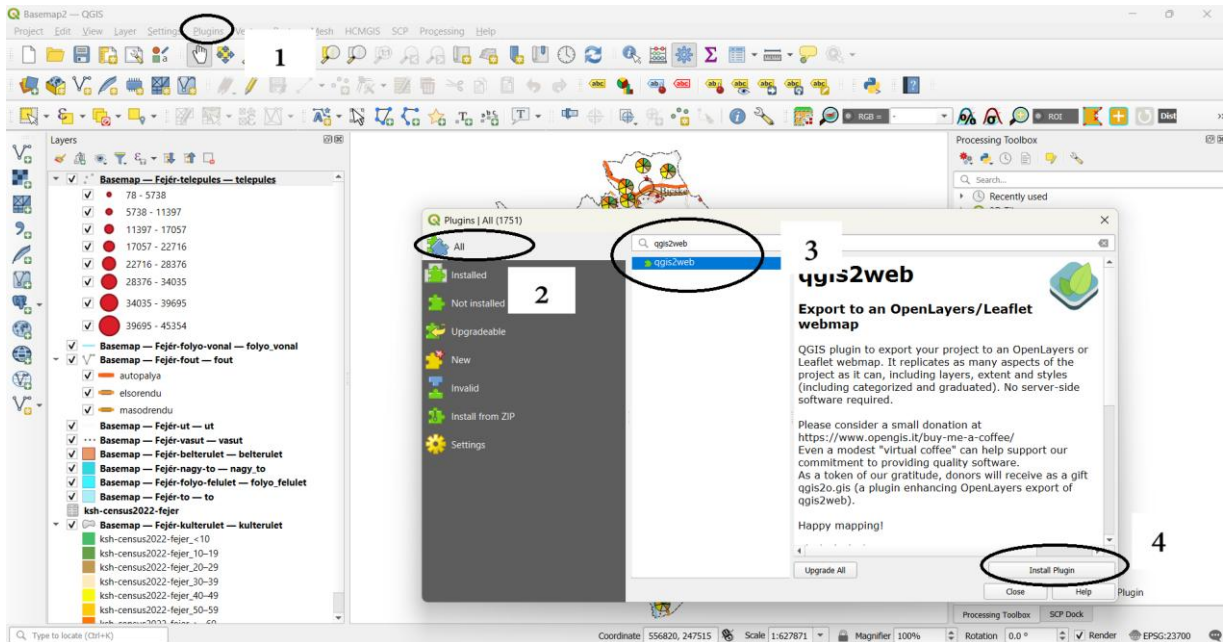 Basemap2 — QGIS
Project Edit View Layer Settings Plugins Mesh HCMGIS SCP Processing Help
1
RGB =
ROI
Dist
Layers
Basemap — Fejér-telepules — telepules
78 - 5738
5738 - 11397
11397 - 17057
17057 - 22716
22716 - 28376
28376 - 34035
34035 - 39695
39695 - 45354
Basemap — Fejér-folyo-vonal — folyo_vonal
Basemap — Fejér-fout — fout
autopalya
elsorendu
masodrendu
Basemap — Fejér-ut — ut
Basemap — Fejér-vasut — vasut
Basemap — Fejér-belterulet — belterulet
Basemap — Fejér-nagy-to — nagy_to
Basemap — Fejér-folyo-felulet — folyo_felulet
Basemap — Fejér-to — to
ksh-census2022-fejer
Basemap — Fejér-kulterulet — kulterulet
ksh-census2022-fejer_<10
ksh-census2022-fejer_10–19
ksh-census2022-fejer_20–29
ksh-census2022-fejer_30–39
ksh-census2022-fejer_40–49
ksh-census2022-fejer_50–59
Processing Toolbox
Search...
Recently used
Plugins | All (1751)
All
Installed
Not installed
Upgradeable
New
Invalid
Install from ZIP
Settings
2
qgis2web
qgis2web
3
qgis2web
Export to an OpenLayers/Leaflet
webmap
QGIS plugin to export your project to an OpenLayers or
Leaflet webmap. It replicates as many aspects of the
project as it can, including layers, extent and styles
(including categorized and graduated). No server-side
software required.
Please consider a small donation at
https://www.opengis.it/buy-me-a-coffee/
Even a modest "virtual coffee" can help support our
commitment to providing quality software.
As a token of our gratitude, donors will receive as a gift
qgis2o.gis (a plugin enhancing OpenLayers export of
qgis2web).
Happy mapping!
4
Upgrade All
Install Plugin
Close
Help
Plugin
Processing Toolbox
SCP Dock
Type to locate (Ctrl+K)
Coordinate 556820, 247515 Scale 1:627871 Magnifier 100% Rotation 0.0 ° Render EPSG:23700